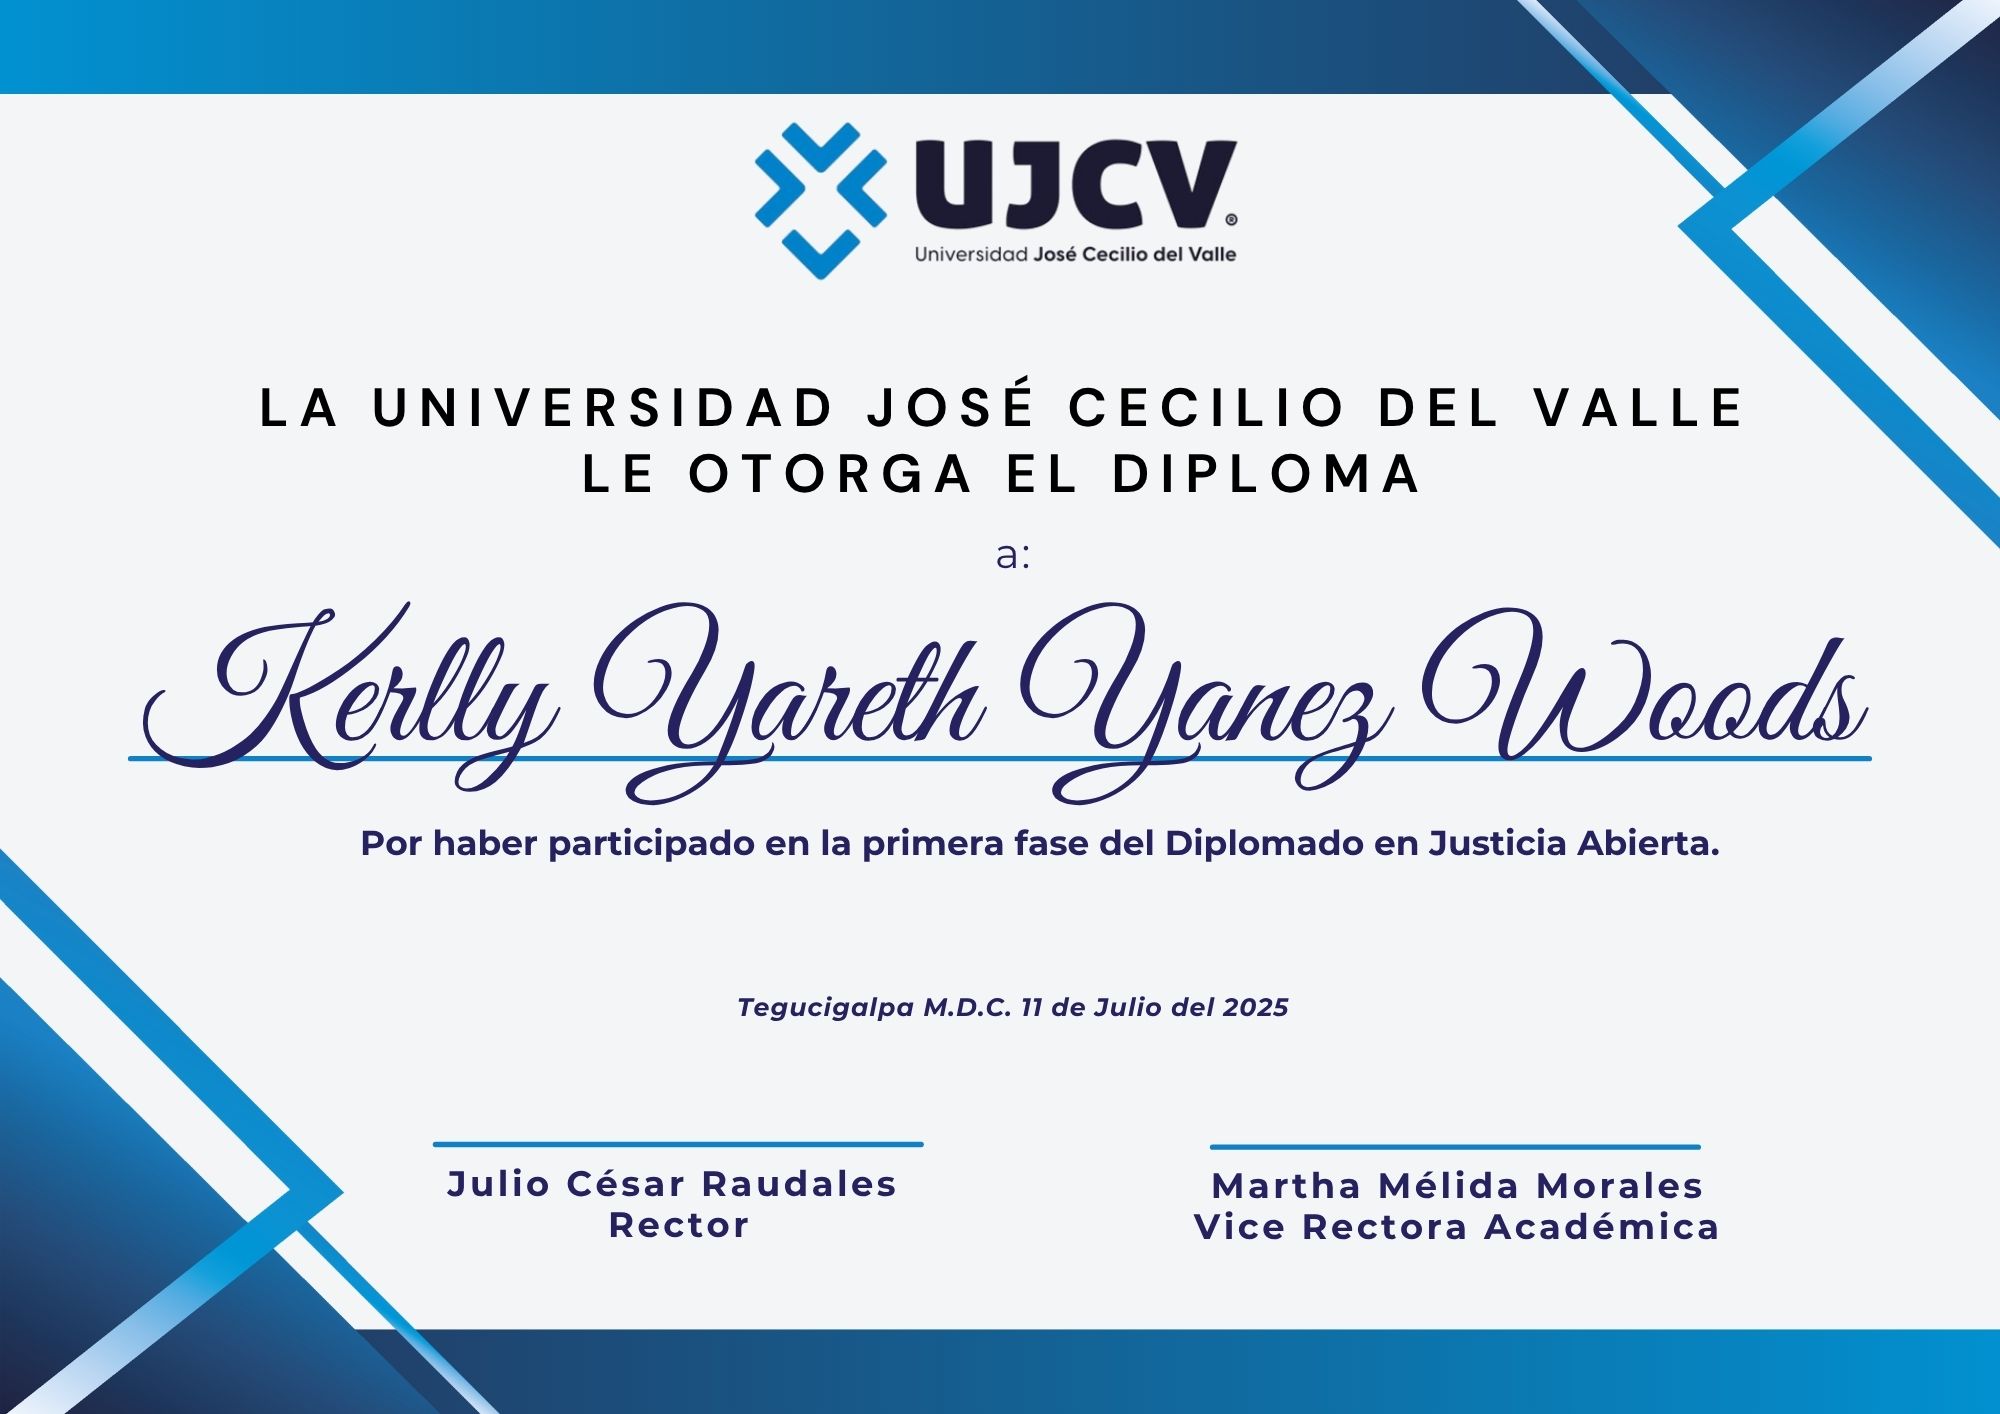 UJCV®
Universidad José Cecilio del Valle
LA UNIVERSIDAD JOSÉ CECILIO DEL VALLE
LE OTORGA EL DIPLOMA
a:
Kerlly Yareth Yanez Woods
Por haber participado en la primera fase del Diplomado en Justicia Abierta.
Tegucigalpa M.D.C. 11 de Julio del 2025
Julio César Raudales
Rector
Martha Mélida Morales
Vice Rectora Académica